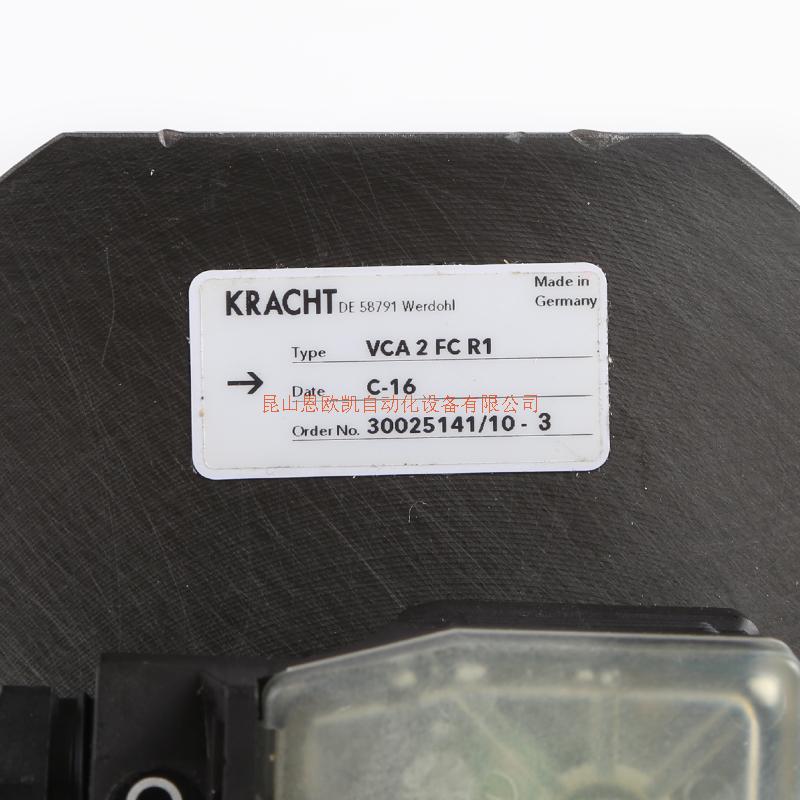 KRACHT DE 58791 Werdohl
Made in
Germany
Type VCA 2 FC R1
→ Date C-16
昆山恩欧凯自动化设备有限公司
Order No. 30025141/10 - 3